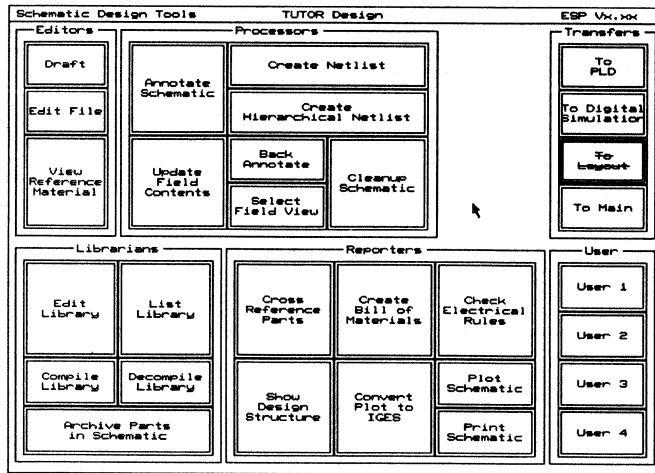 Schematic Design Tools TUTOR Design ESP Vx.xx
Editors
Draft
Edit File
View
Reference
Material
Processors
Annotate
Schematic
Create Netlist
Create
Hierarchical Netlist
Update
Field
Contents
Back
Annotate
Select
Field View
Cleanup
Schematic
Transfers
To
PLD
To Digital
Simulation
To
Layout
To Main
Librarians
Edit
Library
List
Library
Compile
Library
Decompile
Library
Archive Parts
in Schematic
Reporters
Cross
Reference
Parts
Create
Bill of
Materials
Check
Electrical
Rules
Show
Design
Structure
Convert
Plot to
IGES
Plot
Schematic
Print
Schematic
User
User 1
User 2
User 3
User 4